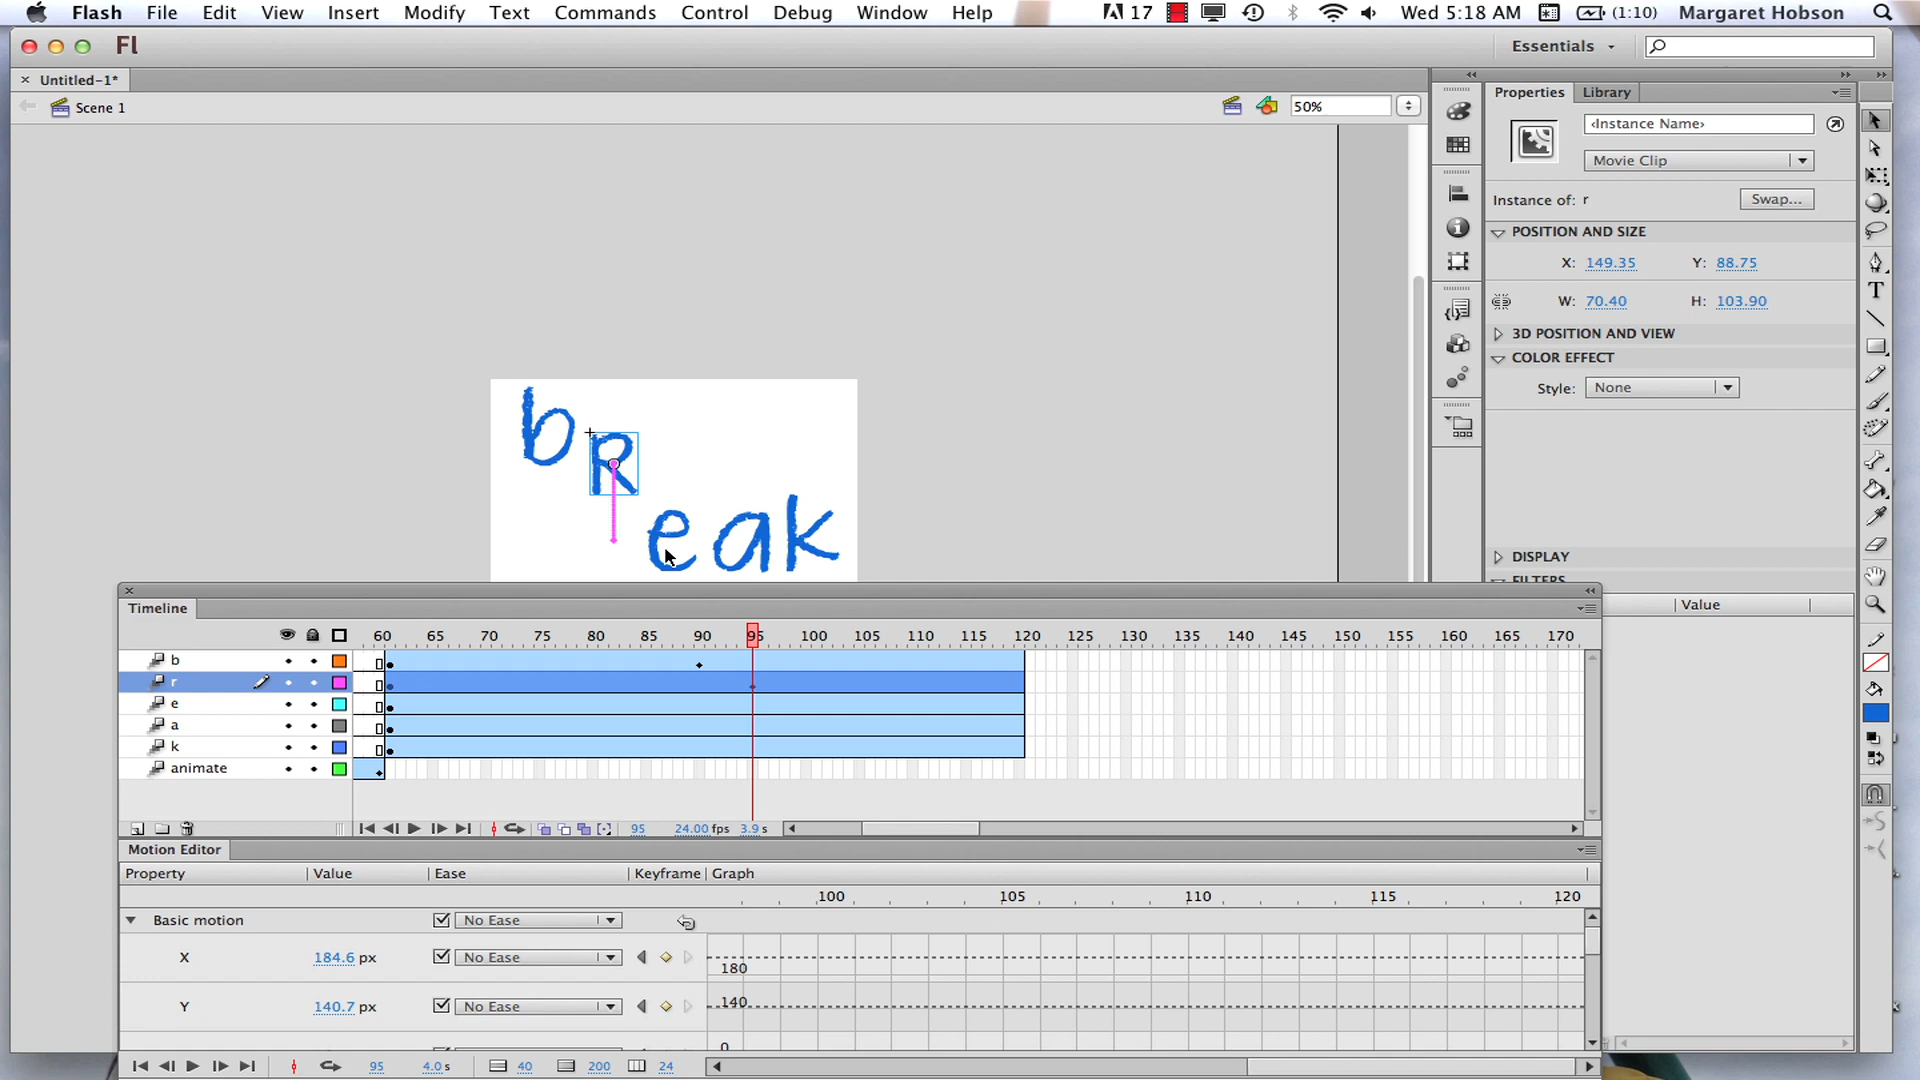 Flash File Edit View Insert Modify Text Commands Control Debug Window Help 17 Wed 5:18 AM (1:10) Margaret Hobson
Fl Essentials
Untitled-1*
Scene 1 50%
Properties Library
<Instance Name>
Movie Clip
Instance of: r Swap...
POSITION AND SIZE
X: 149.35 Y: 88.75
W: 70.40 H: 103.90
3D POSITION AND VIEW
COLOR EFFECT
Style: None
DISPLAY
FILTERS
Value
bReak
Timeline
60 65 70 75 80 85 90 95 100 105 110 115 120 125 130 135 140 145 150 155 160 165 170
b
r
e
a
k
animate
95 24.00 fps 3.9 s
Motion Editor
Property Value Ease Keyframe Graph
100 105 110 115 120
Basic motion No Ease
X 184.6 px No Ease 180
Y 140.7 px No Ease 140
0
95 4.0 s 40 200 24